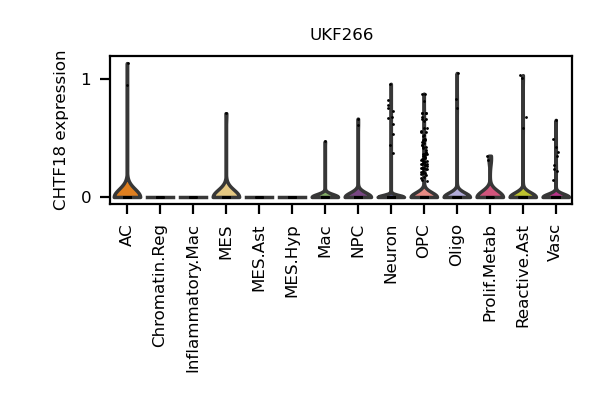 UKF266
CHTF18 expression
1
0
AC
Chromatin.Reg
Inflammatory.Mac
MES
MES.Ast
MES.Hyp
Mac
NPC
Neuron
OPC
Oligo
Prolif.Metab
Reactive.Ast
Vasc